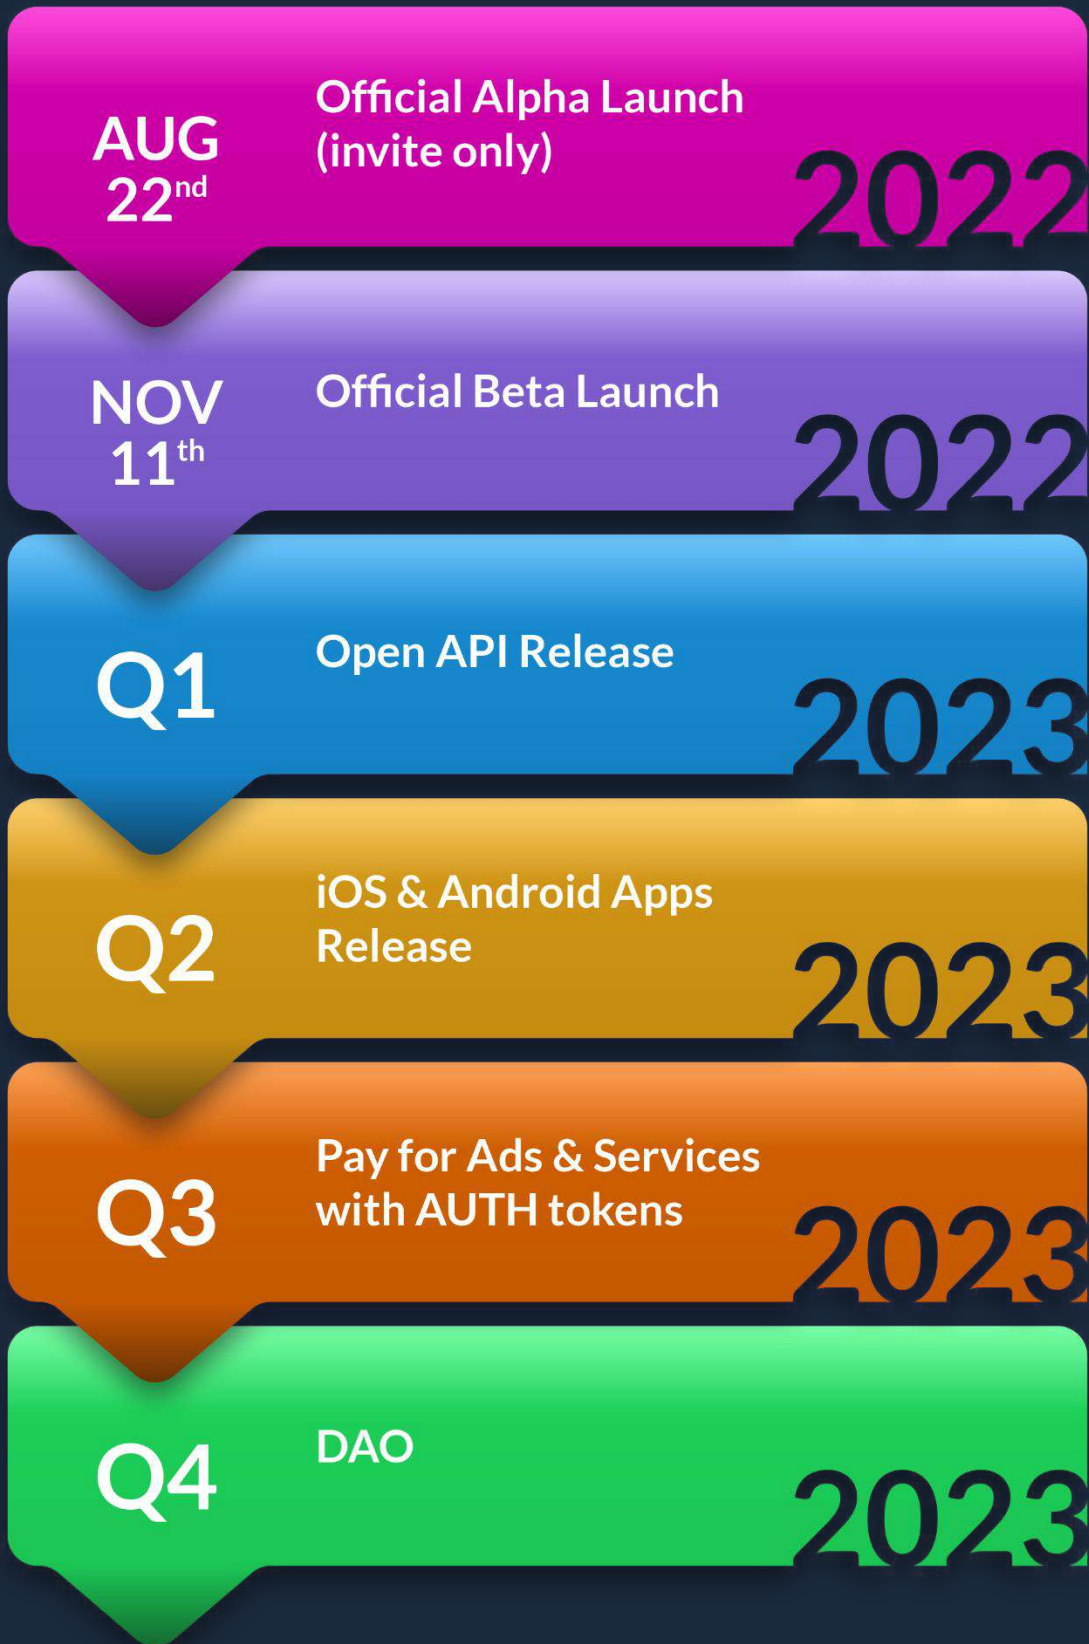 AUG
22nd
Official Alpha Launch
(invite only)
2022
NOV
11th
Official Beta Launch
2022
Q1
Open API Release
2023
Q2
iOS & Android Apps
Release
2023
Q3
Pay for Ads & Services
with AUTH tokens
2023
Q4
DAO
2023